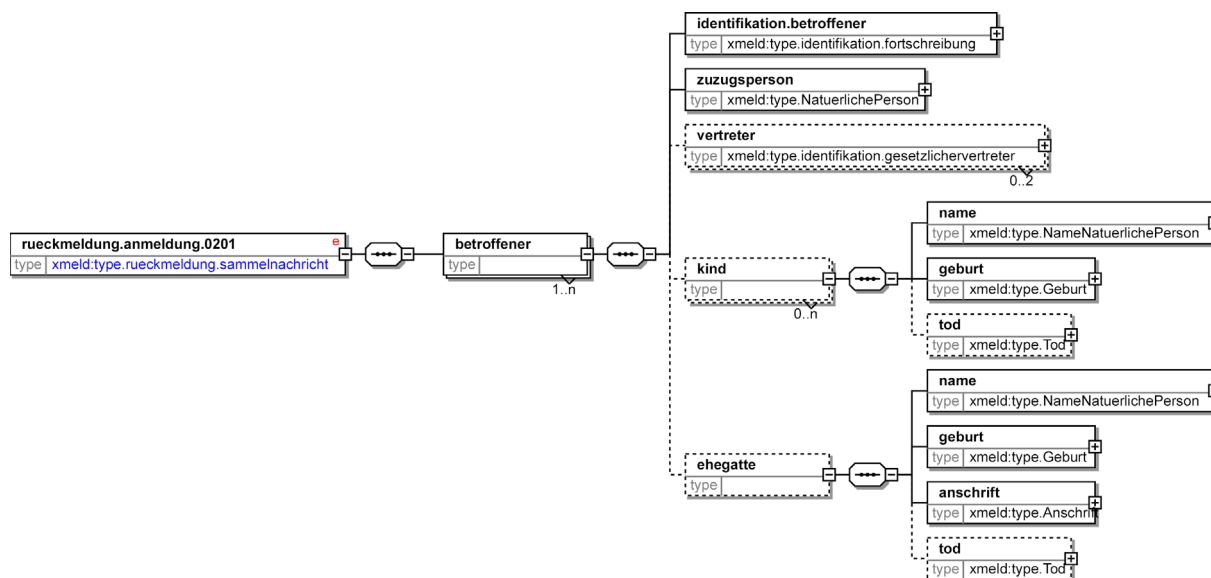 identifikation.betroffener
type xmeld:type.identifikation.fortschreibung
zuzugsperson
type xmeld:type.NatuerlichePerson
vertreter
type xmeld:type.identifikation.gesetzlichervertreter
0..2
rueckmeldung.anmeldung.0201 e
type xmeld:type.rueckmeldung.sammelnachricht
betroffener
type
1..n
kind
type
0..n
name
type xmeld:type.NameNatuerlichePerson
geburt
type xmeld:type.Geburt
tod
type xmeld:type.Tod
ehegatte
type
name
type xmeld:type.NameNatuerlichePerson
geburt
type xmeld:type.Geburt
anschrift
type xmeld:type.Anschrift
tod
type xmeld:type.Tod